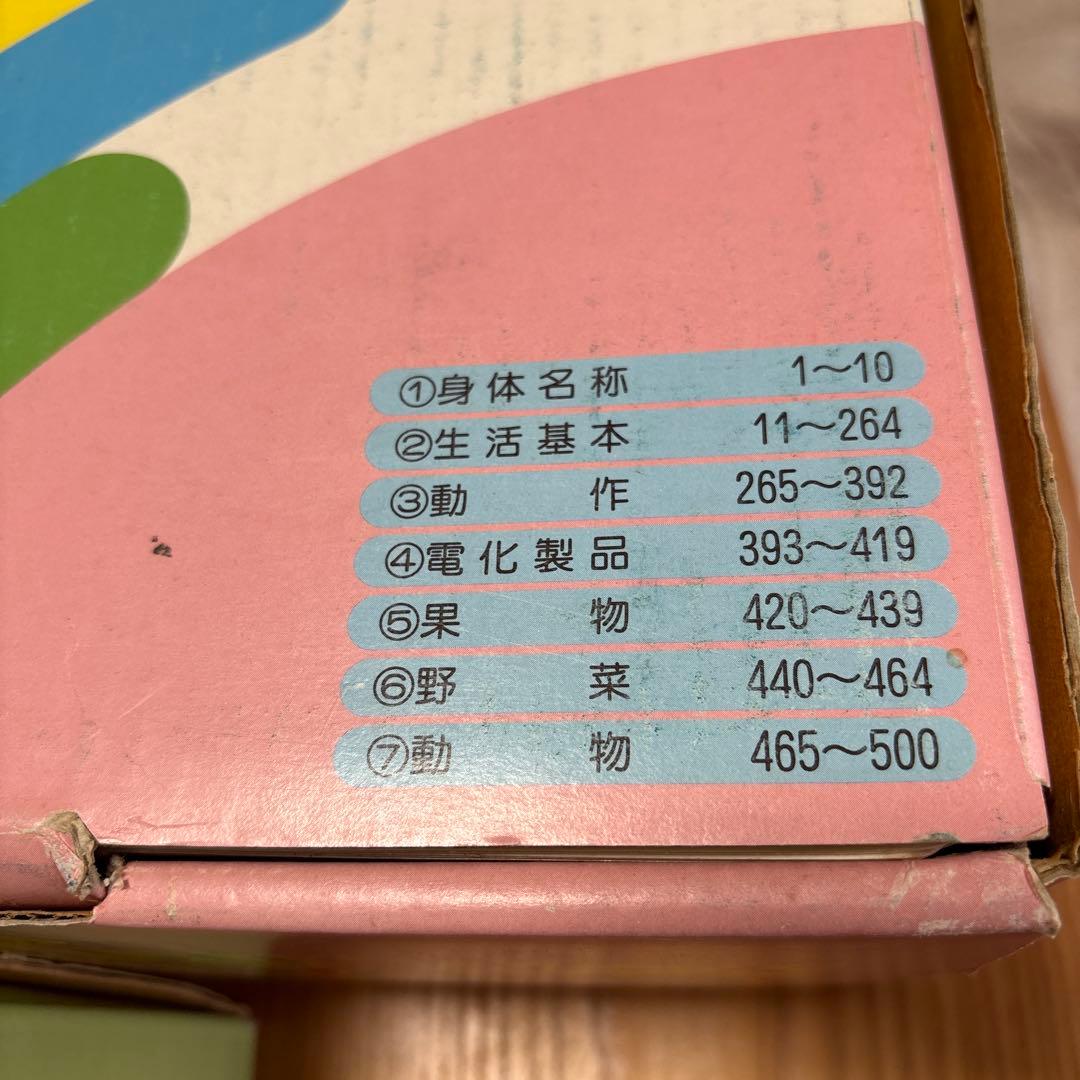 ①身体名称 1〜10
②生活基本 11〜264
③動作 265〜392
④電化製品 393〜419
⑤果物 420〜439
⑥野菜 440〜464
⑦動物 465〜500